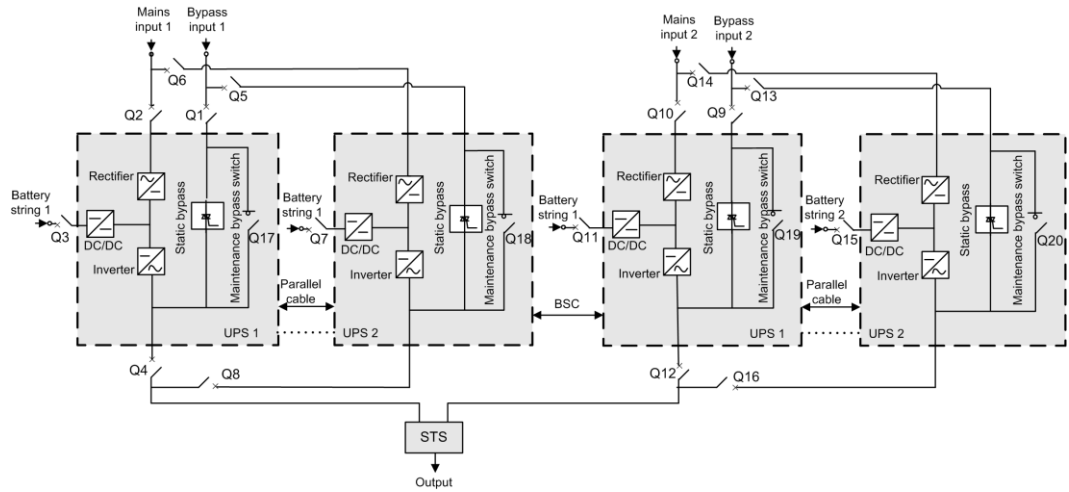 Mains
input 1
Bypass
input 1
Mains
input 2
Bypass
input 2
Q6
Q5
Q14
Q13
Q2
Q1
Q10
Q9
Rectifier
Static bypass
Maintenance bypass switch
Battery
string 1
Q3
DC/DC
Q17
Inverter
UPS 1
Rectifier
Static bypass
Maintenance bypass switch
Battery
string 1
Q7
DC/DC
Q18
Inverter
UPS 2
Parallel
cable
BSC
Rectifier
Static bypass
Maintenance bypass switch
Battery
string 1
Q11
DC/DC
Q19
Inverter
UPS 1
Rectifier
Static bypass
Maintenance bypass switch
Battery
string 2
Q15
DC/DC
Q20
Inverter
UPS 2
Parallel
cable
Q4
Q8
Q12
Q16
STS
Output